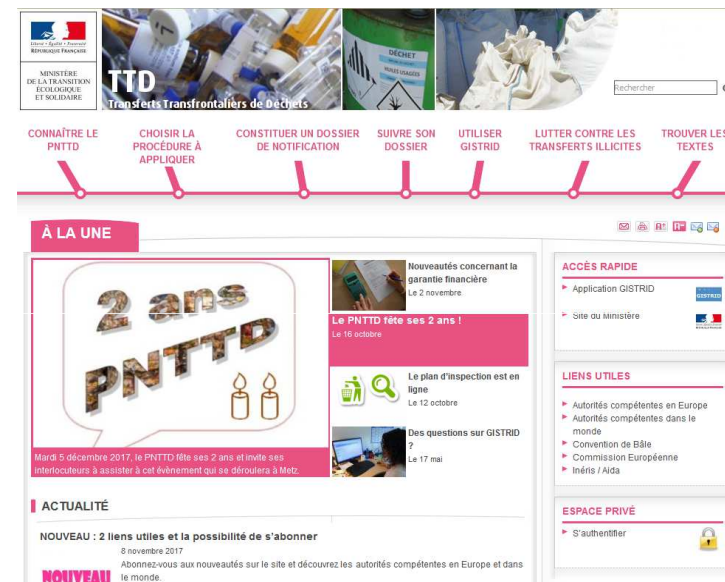 Liberté • Égalité • Fraternité
RÉPUBLIQUE FRANÇAISE
MINISTÈRE
DE LA TRANSITION
ÉCOLOGIQUE
ET SOLIDAIRE
TTD
Transferts Transfrontaliers de Déchets
DÉCHET
HUILES USAGEES
Rechercher
CONNAÎTRE LE
PNTTD
CHOISIR LA
PROCÉDURE À
APPLIQUER
CONSTITUER UN DOSSIER
DE NOTIFICATION
SUIVRE SON
DOSSIER
UTILISER
GISTRID
LUTTER CONTRE LES
TRANSFERTS ILLICITES
TROUVER LES
TEXTES
À LA UNE
2 ans
PNTTD
Mardi 5 décembre 2017, le PNTTD fête ses 2 ans et invite ses
interlocuteurs à assister à cet évènement qui se déroulera à Metz.
Nouveautés concernant la
garantie financière
Le 2 novembre
Le PNTTD fête ses 2 ans !
Le 16 octobre
Le plan d'inspection est en
ligne
Le 12 octobre
Des questions sur GISTRID
?
Le 17 mai
ACCÈS RAPIDE
Application GISTRID
GISTRID
Site du Ministère
LIENS UTILES
Autorités compétentes en Europe
Autorités compétentes dans le
monde
Convention de Bâle
Commission Européenne
Inéris / Aida
ESPACE PRIVÉ
S'authentifier
ACTUALITÉ
NOUVEAU : 2 liens utiles et la possibilité de s'abonner
8 novembre 2017
Abonnez-vous aux nouveautés sur le site et découvrez les autorités compétentes en Europe et dans
le monde.
NOUVEAU